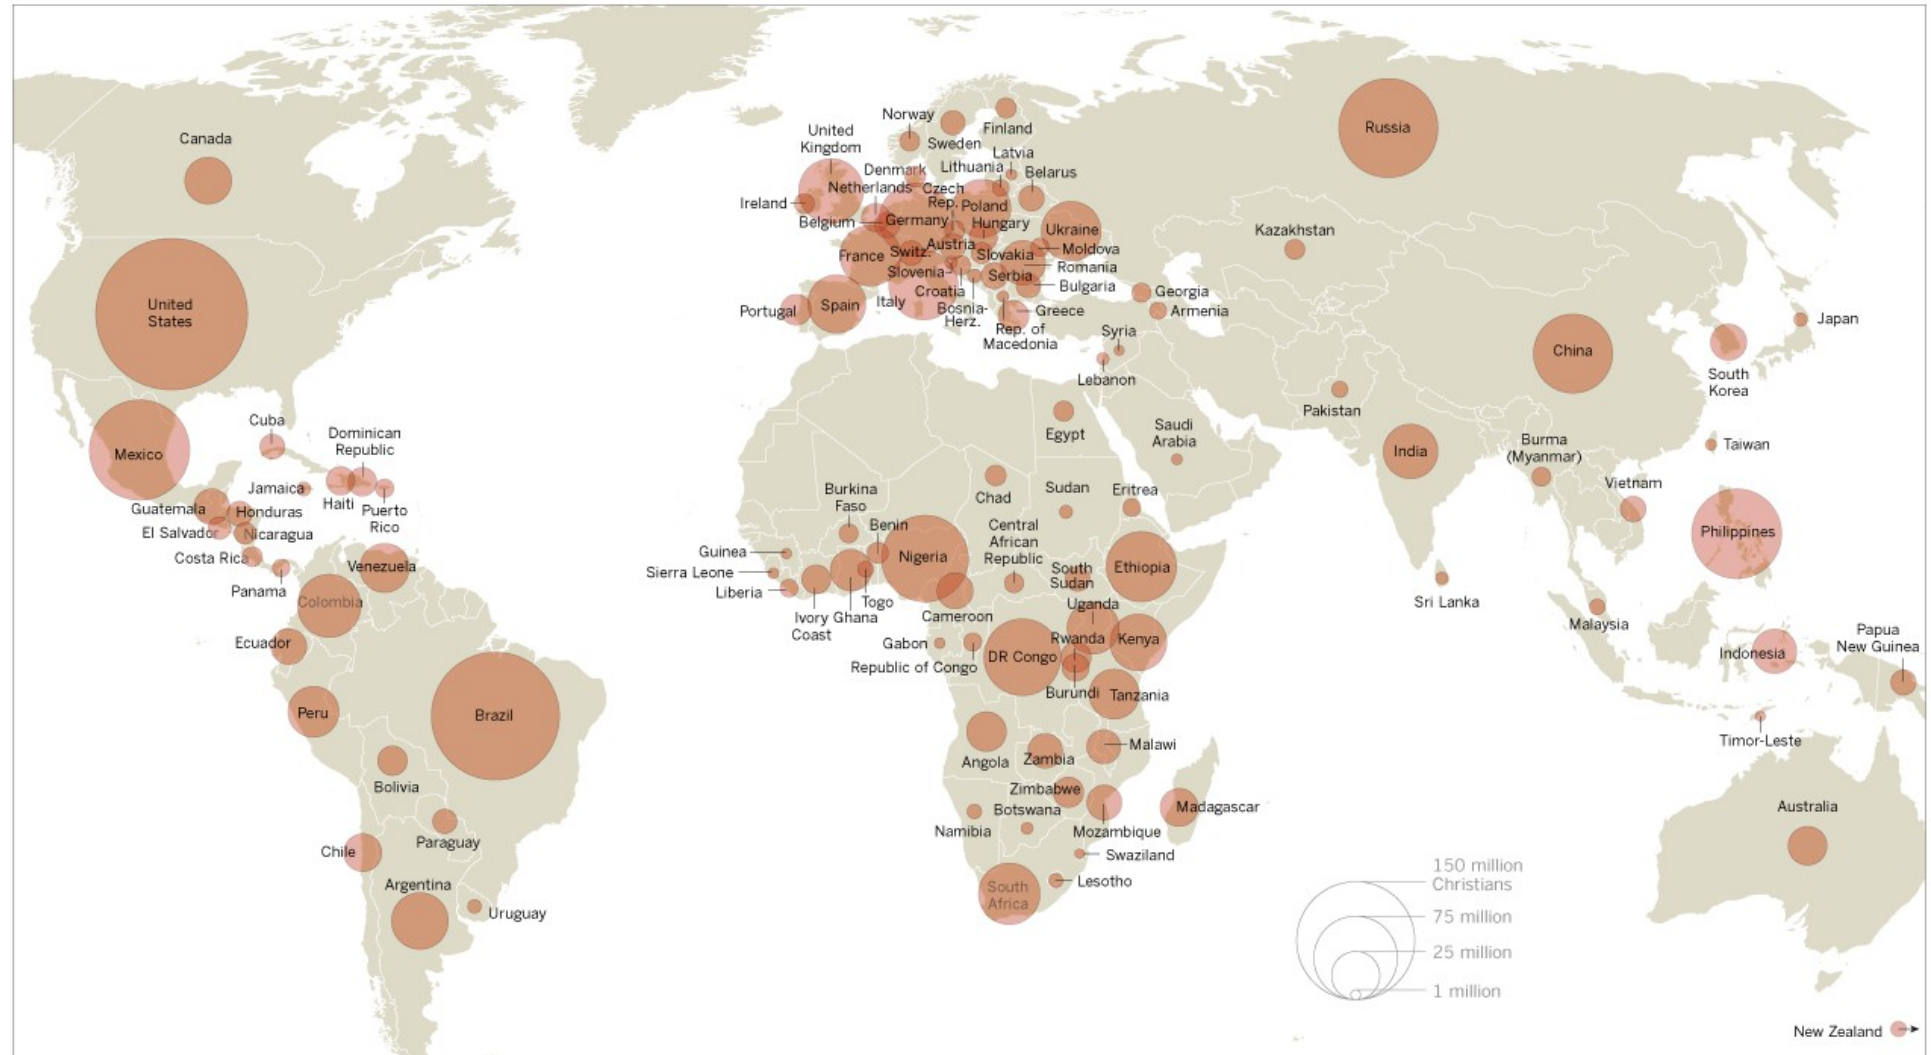 Canada
United
States
Mexico
Cuba
Dominican
Republic
Jamaica
Haiti
Puerto
Rico
Guatemala
Honduras
El Salvador
Nicaragua
Costa Rica
Panama
Venezuela
Colombia
Ecuador
Peru
Brazil
Bolivia
Paraguay
Chile
Argentina
Uruguay
Norway
Sweden
Finland
United
Kingdom
Latvia
Lithuania
Denmark
Belarus
Netherlands
Czech
Rep.
Poland
Ireland
Belgium
Germany
Hungary
Ukraine
Austria
Moldova
France
Switz.
Slovakia
Slovenia
Serbia
Romania
Bulgaria
Croatia
Portugal
Spain
Italy
Bosnia-
Herz.
Greece
Rep. of
Macedonia
Georgia
Armenia
Syria
Lebanon
Russia
Kazakhstan
China
Japan
South
Korea
Pakistan
India
Burma
(Myanmar)
Taiwan
Vietnam
Philippines
Sri Lanka
Malaysia
Indonesia
Papua
New Guinea
Timor-Leste
Australia
New Zealand
Egypt
Saudi
Arabia
Chad
Sudan
Eritrea
Burkina
Faso
Benin
Nigeria
Central
African
Republic
South
Sudan
Ethiopia
Guinea
Sierra Leone
Liberia
Ivory
Coast
Ghana
Togo
Cameroon
Uganda
Gabon
Republic of Congo
DR Congo
Rwanda
Kenya
Burundi
Tanzania
Angola
Zambia
Malawi
Zimbabwe
Namibia
Botswana
Mozambique
Madagascar
Swaziland
Lesotho
South
Africa
150 million
Christians
75 million
25 million
1 million